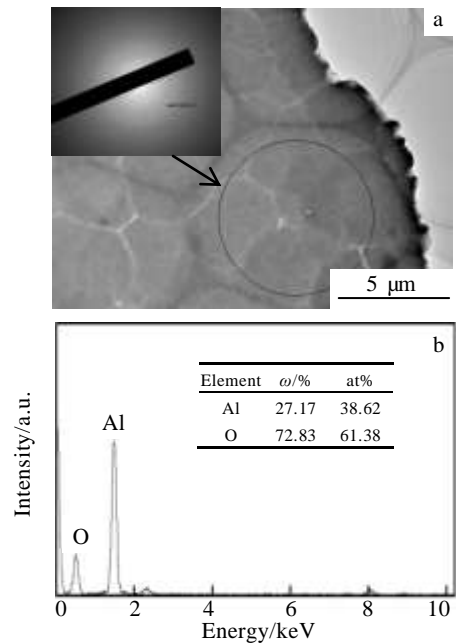 a
5 μm
b
Element ω/% at%
Al 27.17 38.62
O 72.83 61.38
Al
O
Intensity/a.u.
0 2 4 6 8 10
Energy/keV